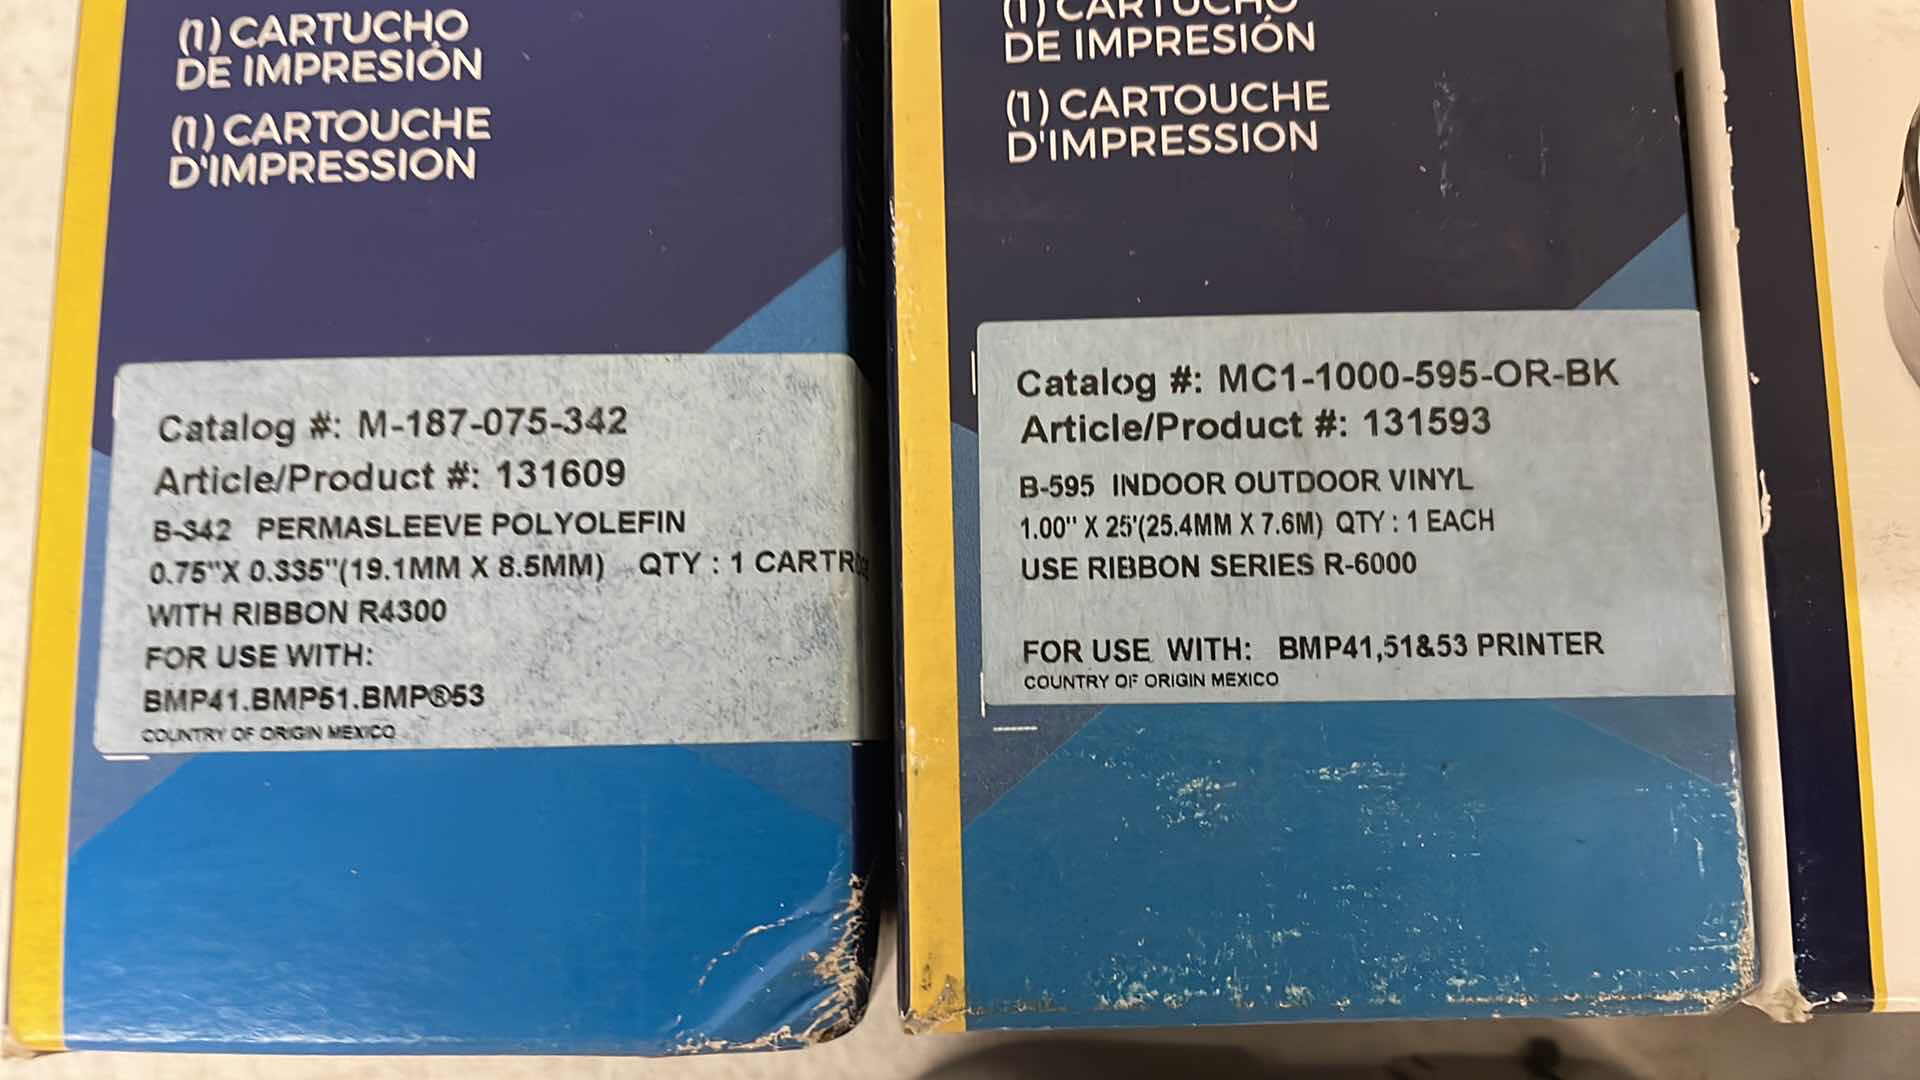 (1) CARTUCHO
DE IMPRESIÓN
(1) CARTOUCHE
D'IMPRESSION
Catalog #: M-187-075-342
Article/Product #: 131609
B-342 PERMASLEEVE POLYOLEFIN
0.75"X 0.335"(19.1MM X 8.5MM) QTY : 1
WITH RIBBON R4300
FOR USE WITH:
BMP41.BMP51.BMP®53
COUNTRY OF ORIGIN MEXICO
(1) CARTUCHO
DE IMPRESIÓN
(1) CARTOUCHE
D'IMPRESSION
Catalog #: MC1-1000-595-OR-BK
Article/Product #: 131593
B-595 INDOOR OUTDOOR VINYL
1.00" X 25'(25.4MM X 7.6M) QTY : 1 EACH
USE RIBBON SERIES R-6000
FOR USE WITH: BMP41,51&53 PRINTER
COUNTRY OF ORIGIN MEXICO